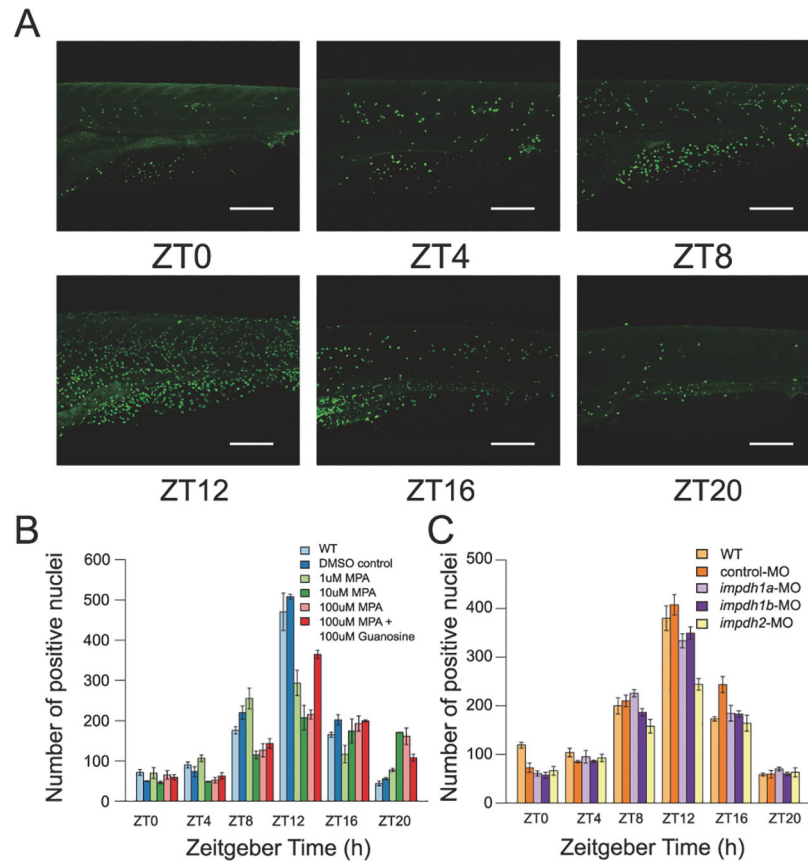 A
ZT0
ZT4
ZT8
ZT12
ZT16
ZT20
B
Number of positive nuclei
600
500
400
300
200
100
0
WT
DMSO control
1uM MPA
10uM MPA
100uM MPA
100uM MPA +
100uM Guanosine
ZT0
ZT4
ZT8
ZT12
ZT16
ZT20
Zeitgeber Time (h)
C
Number of positive nuclei
500
400
300
200
100
0
WT
control-MO
impdh1a-MO
impdh1b-MO
impdh2-MO
ZT0
ZT4
ZT8
ZT12
ZT16
ZT20
Zeitgeber Time (h)